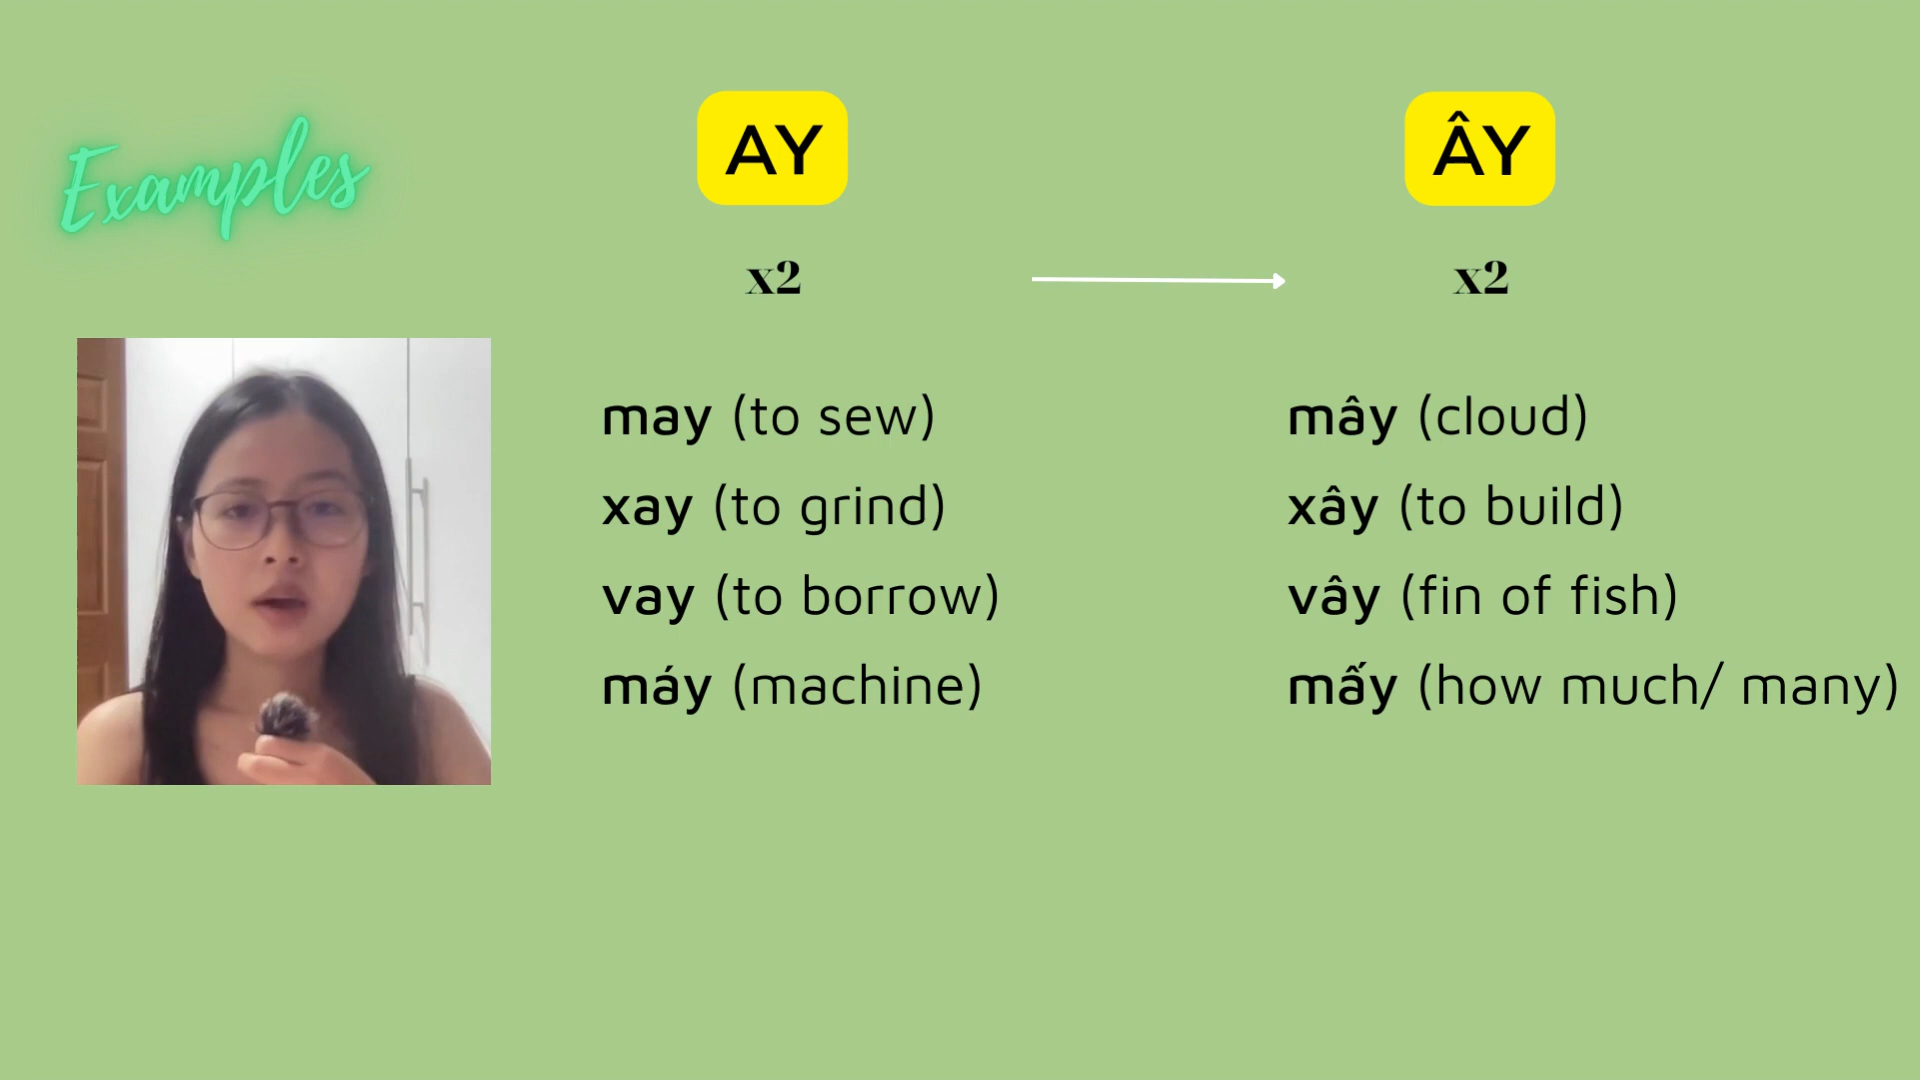 Examples
AY
ÂY
x2
x2
may (to sew)
mây (cloud)
xay (to grind)
xây (to build)
vay (to borrow)
vây (fin of fish)
máy (machine)
mấy (how much/ many)